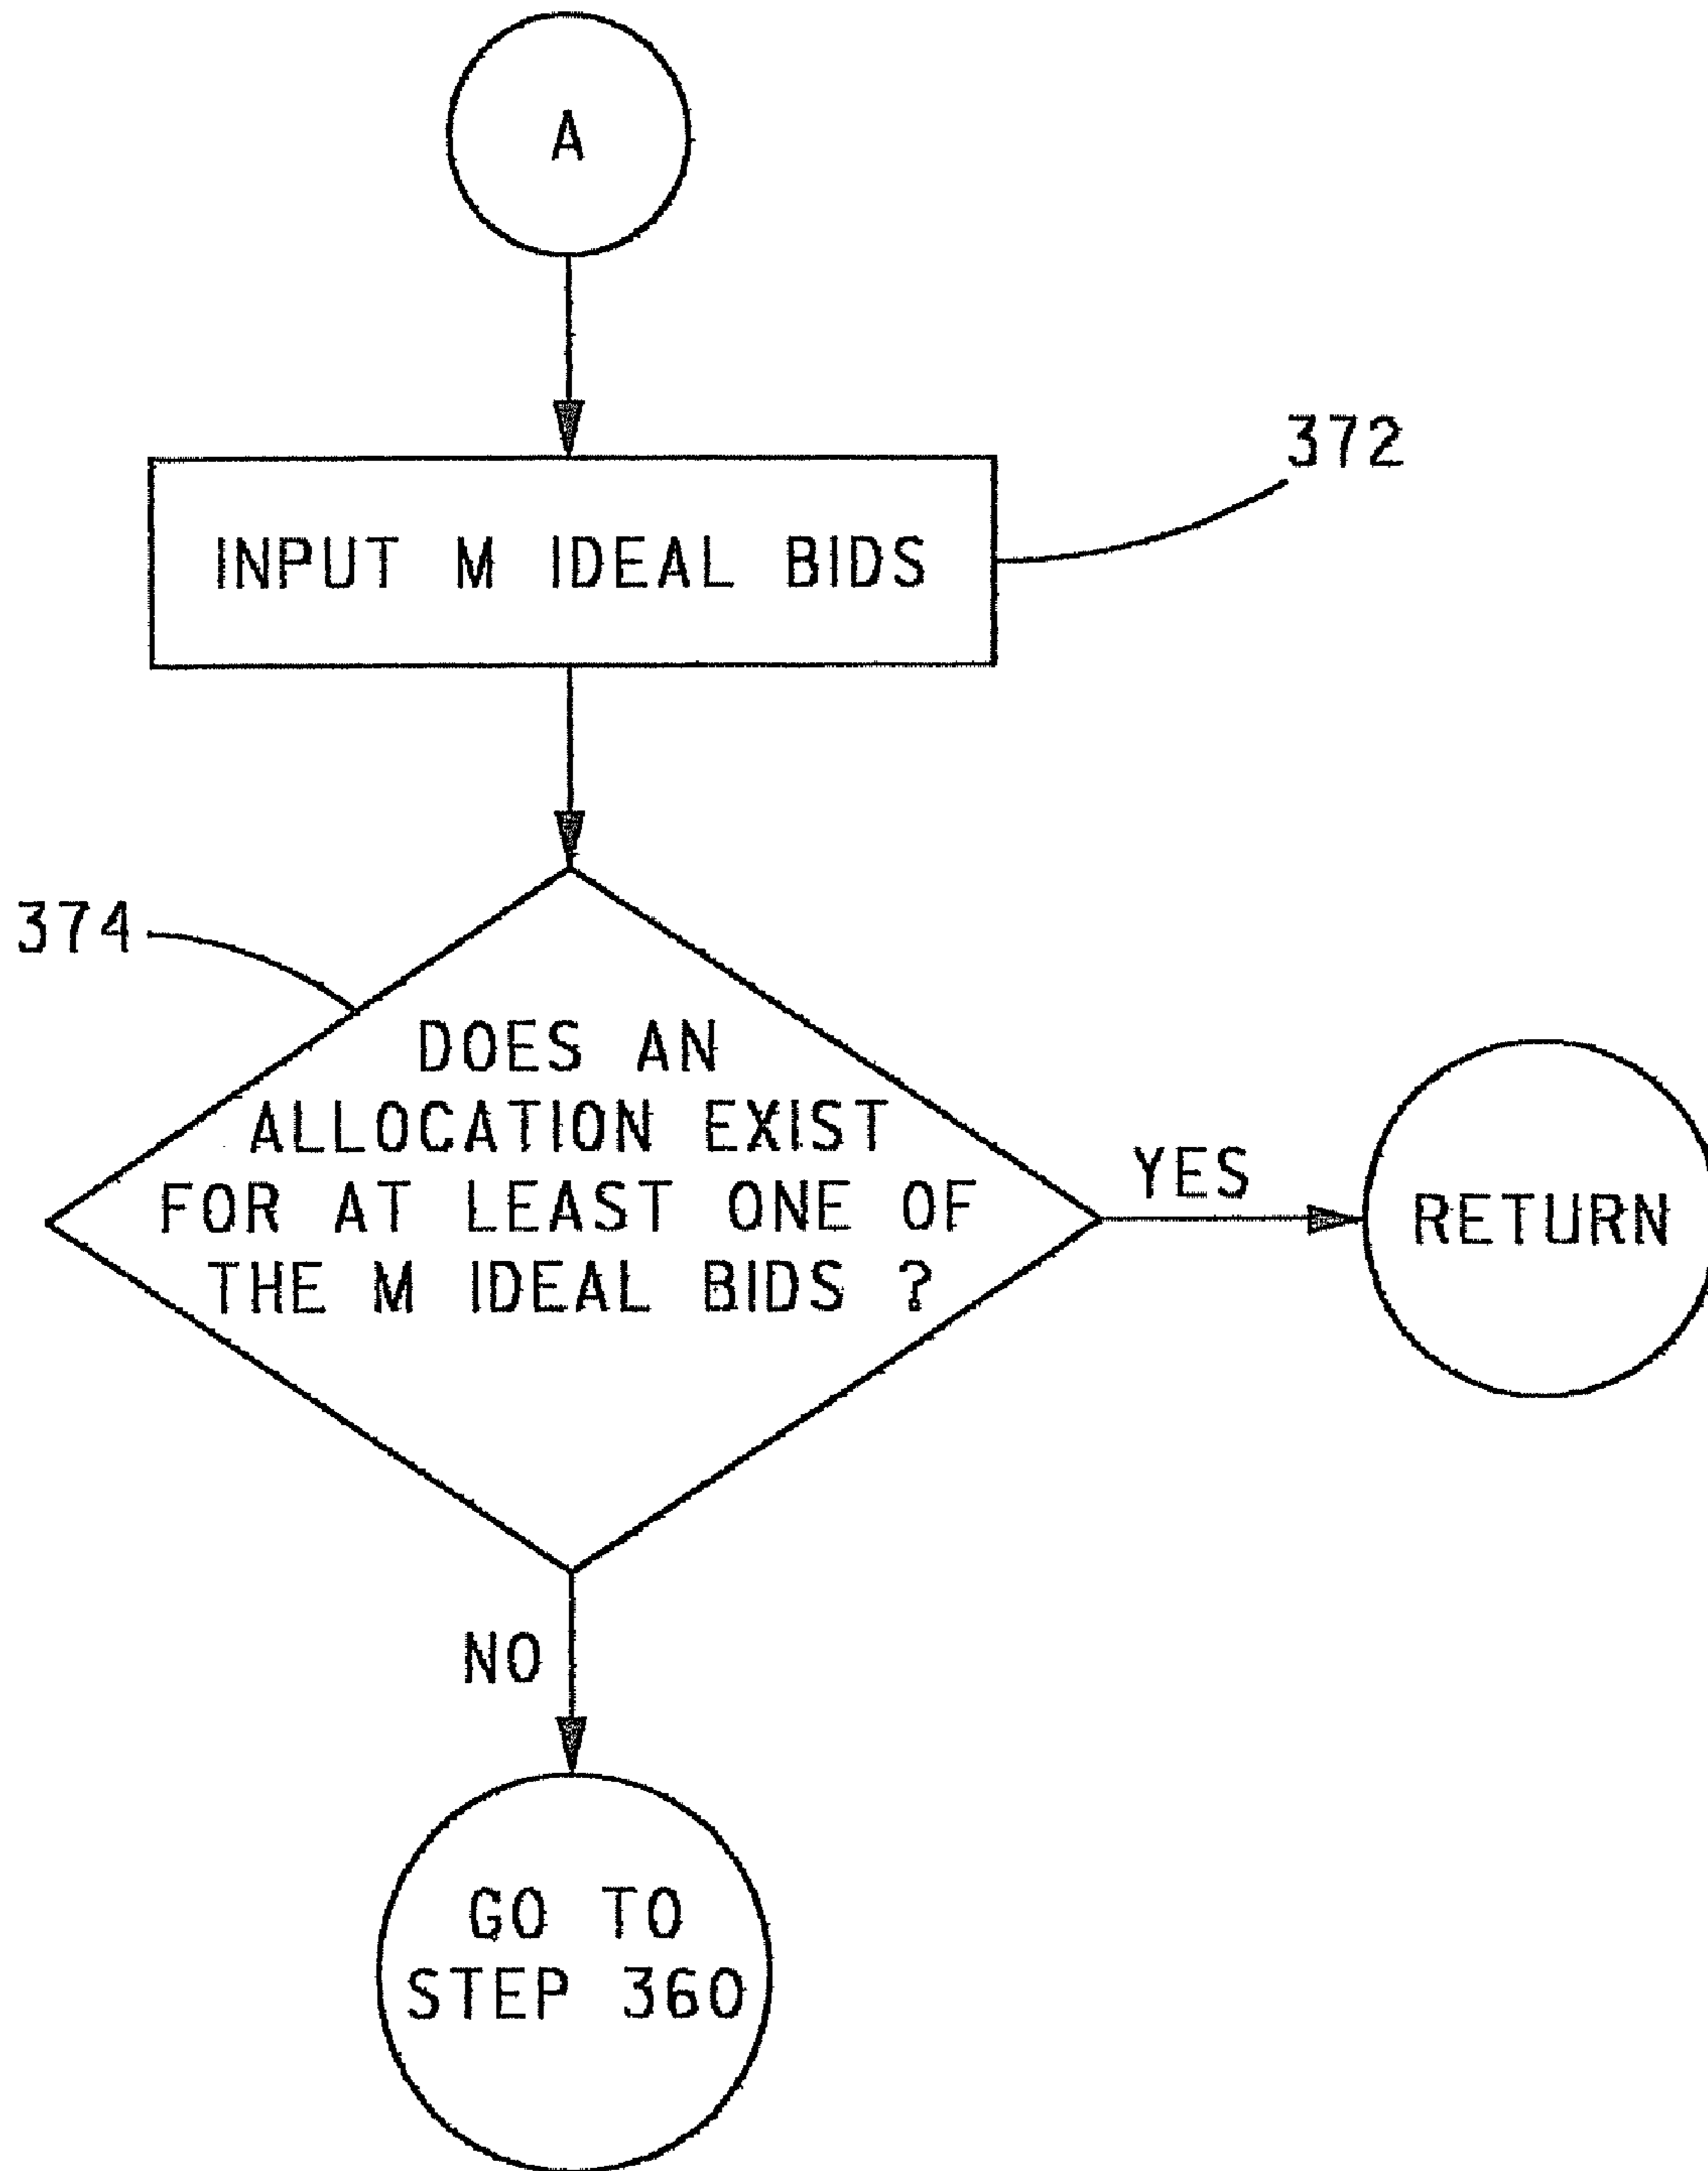 A
372
INPUT M IDEAL BIDS
374
DOES AN
ALLOCATION EXIST
FOR AT LEAST ONE OF
THE M IDEAL BIDS ?
YES
RETURN
NO
GO TO
STEP 360